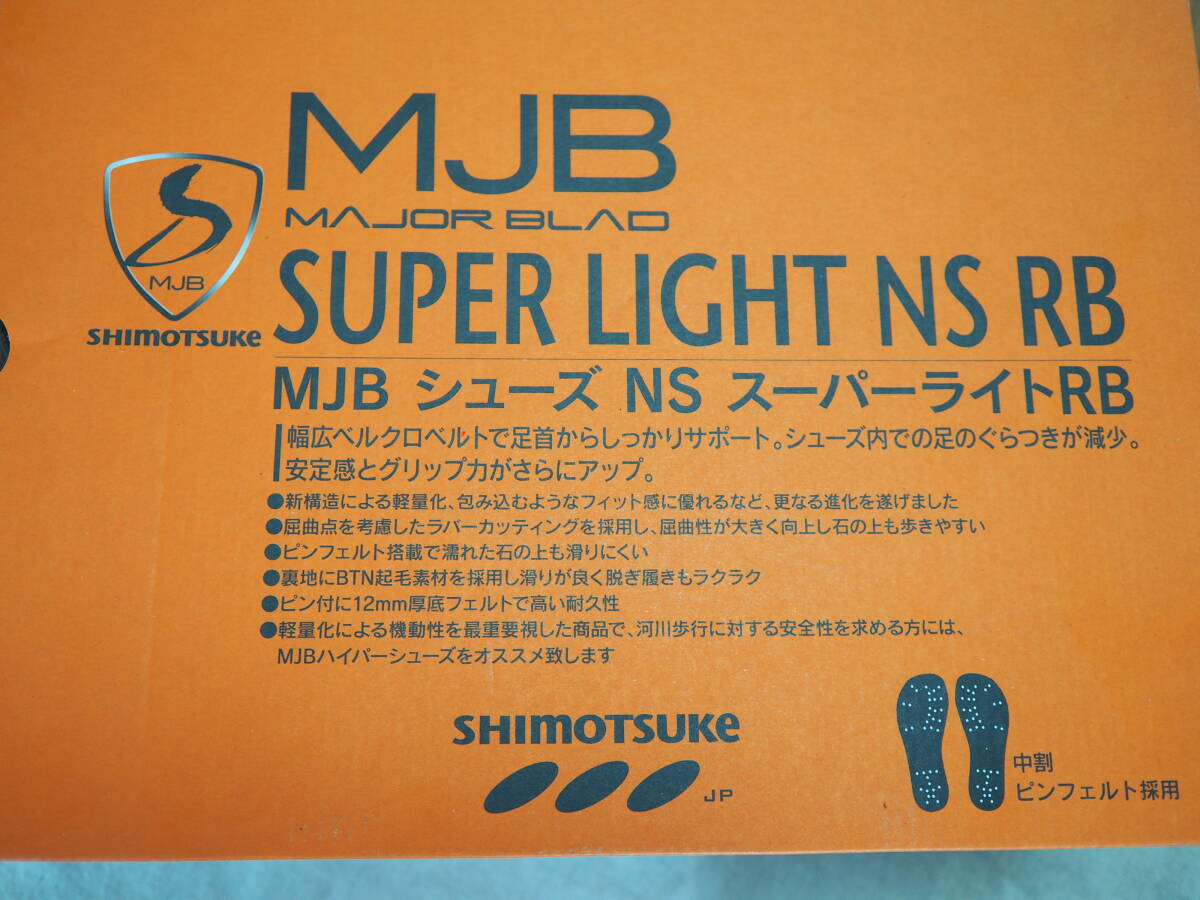 MJB
MAJOR BLAD
MJB
SHIMOTSUKE
SUPER LIGHT NS RB
MJB シューズ NS スーパーライトRB
幅広ベルクロベルトで足首からしっかりサポート。シューズ内での足のぐらつきが減少。
安定感とグリップ力がさらにアップ。
●新構造による軽量化、包み込むようなフィット感に優れるなど、更なる進化を遂げました
●屈曲点を考慮したラバーカッティングを採用し、屈曲性が大きく向上し石の上も歩きやすい
●ピンフェルト搭載で濡れた石の上も滑りにくい
●裏地にBTN起毛素材を採用し滑りが良く脱ぎ履きもラクラク
●ピン付に12mm厚底フェルトで高い耐久性
●軽量化による機動性を最重要視した商品で、河川歩行に対する安全性を求める方には、
MJBハイパーシューズをオススメ致します
SHIMOTSUKE
JP
中割
ピンフェルト採用